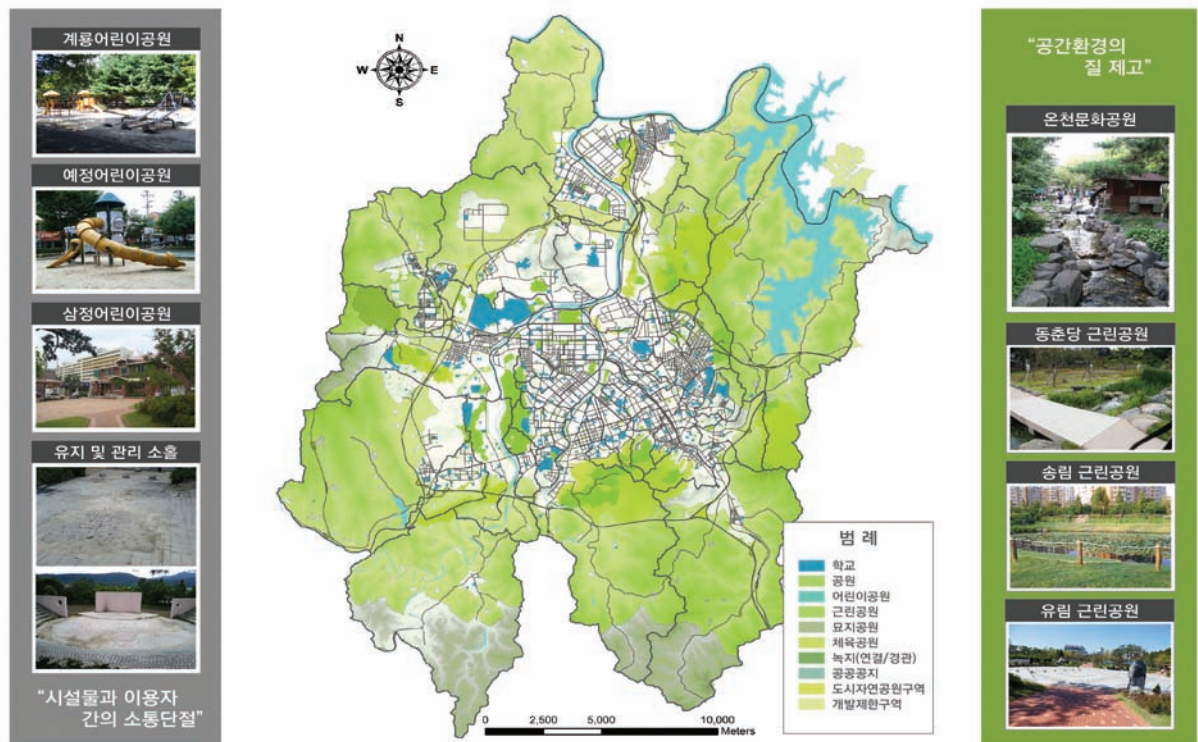 계룡어린이공원
예정어린이공원
삼정어린이공원
유지 및 관리 소홀
“시설물과 이용자
간의 소통단절”
N
W
E
S
범 례
학교
공원
어린이공원
근린공원
묘지공원
체육공원
녹지(연결/경관)
공공공지
도시자연공원구역
개발제한구역
0 2,500 5,000 10,000
Meters
“공간환경의
질 제고”
온천문화공원
동춘당 근린공원
송림 근린공원
유림 근린공원